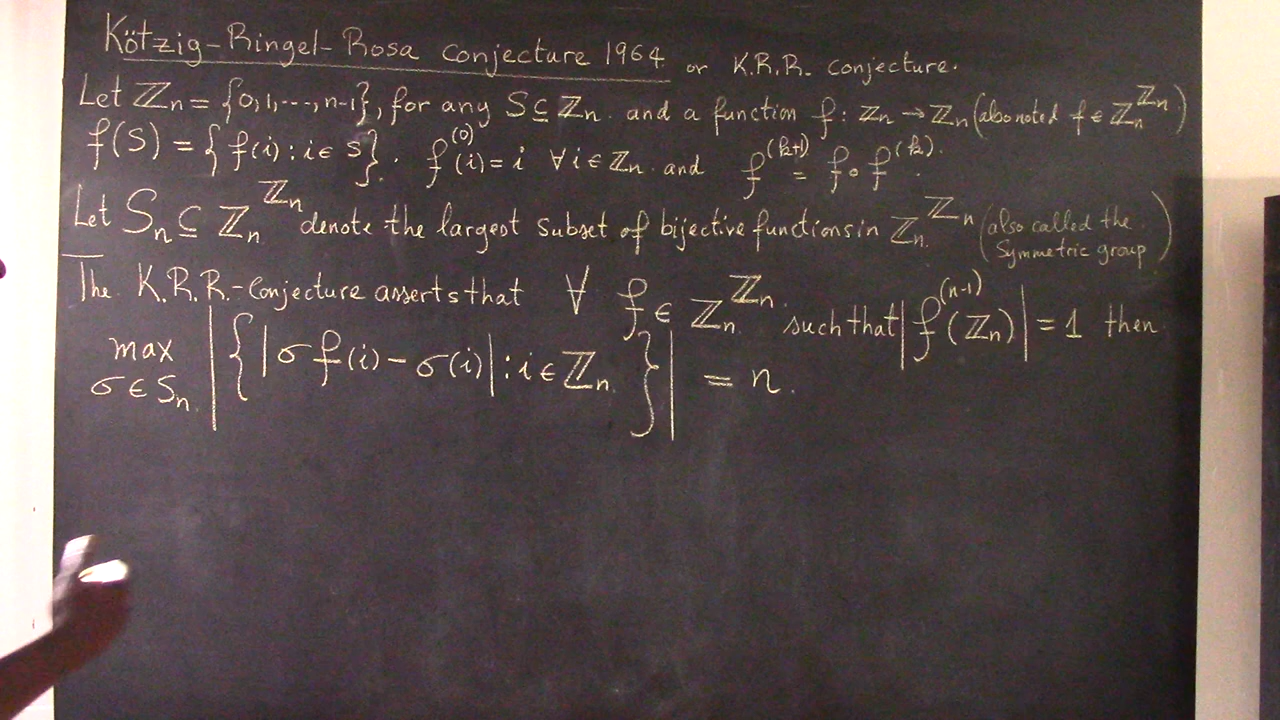 Kötzig-Ringel-Rosa conjecture 1964 or K.R.R. conjecture.
Let ℤn = {0,1,...,n-1}, for any S ⊆ ℤn. and a function f : ℤn → ℤn (also noted f ∈ ℤn^ℤn)
f(S) = { f(i) : i ∈ S }. f^(0)(i) = i ∀ i ∈ ℤn. and f^(k+1) = f ∘ f^(k).
Let Sn ⊆ ℤn^ℤn denote the largest subset of bijective functions in ℤn^ℤn (also called the Symmetric group)
The K.R.R.-Conjecture asserts that ∀ f ∈ ℤn^ℤn such that |f^(n-1)(ℤn)| = 1 then
max σ ∈ Sn |{ |σ f(i) - σ(i)| : i ∈ ℤn }| = n.